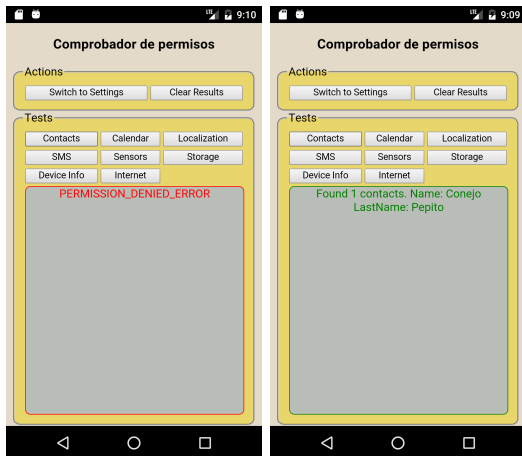 LTE 9:10
Comprobador de permisos
Actions
Switch to Settings Clear Results
Tests
Contacts Calendar Localization
SMS Sensors Storage
Device Info Internet
PERMISSION_DENIED_ERROR
LTE 9:09
Comprobador de permisos
Actions
Switch to Settings Clear Results
Tests
Contacts Calendar Localization
SMS Sensors Storage
Device Info Internet
Found 1 contacts. Name: Conejo
LastName: Pepito